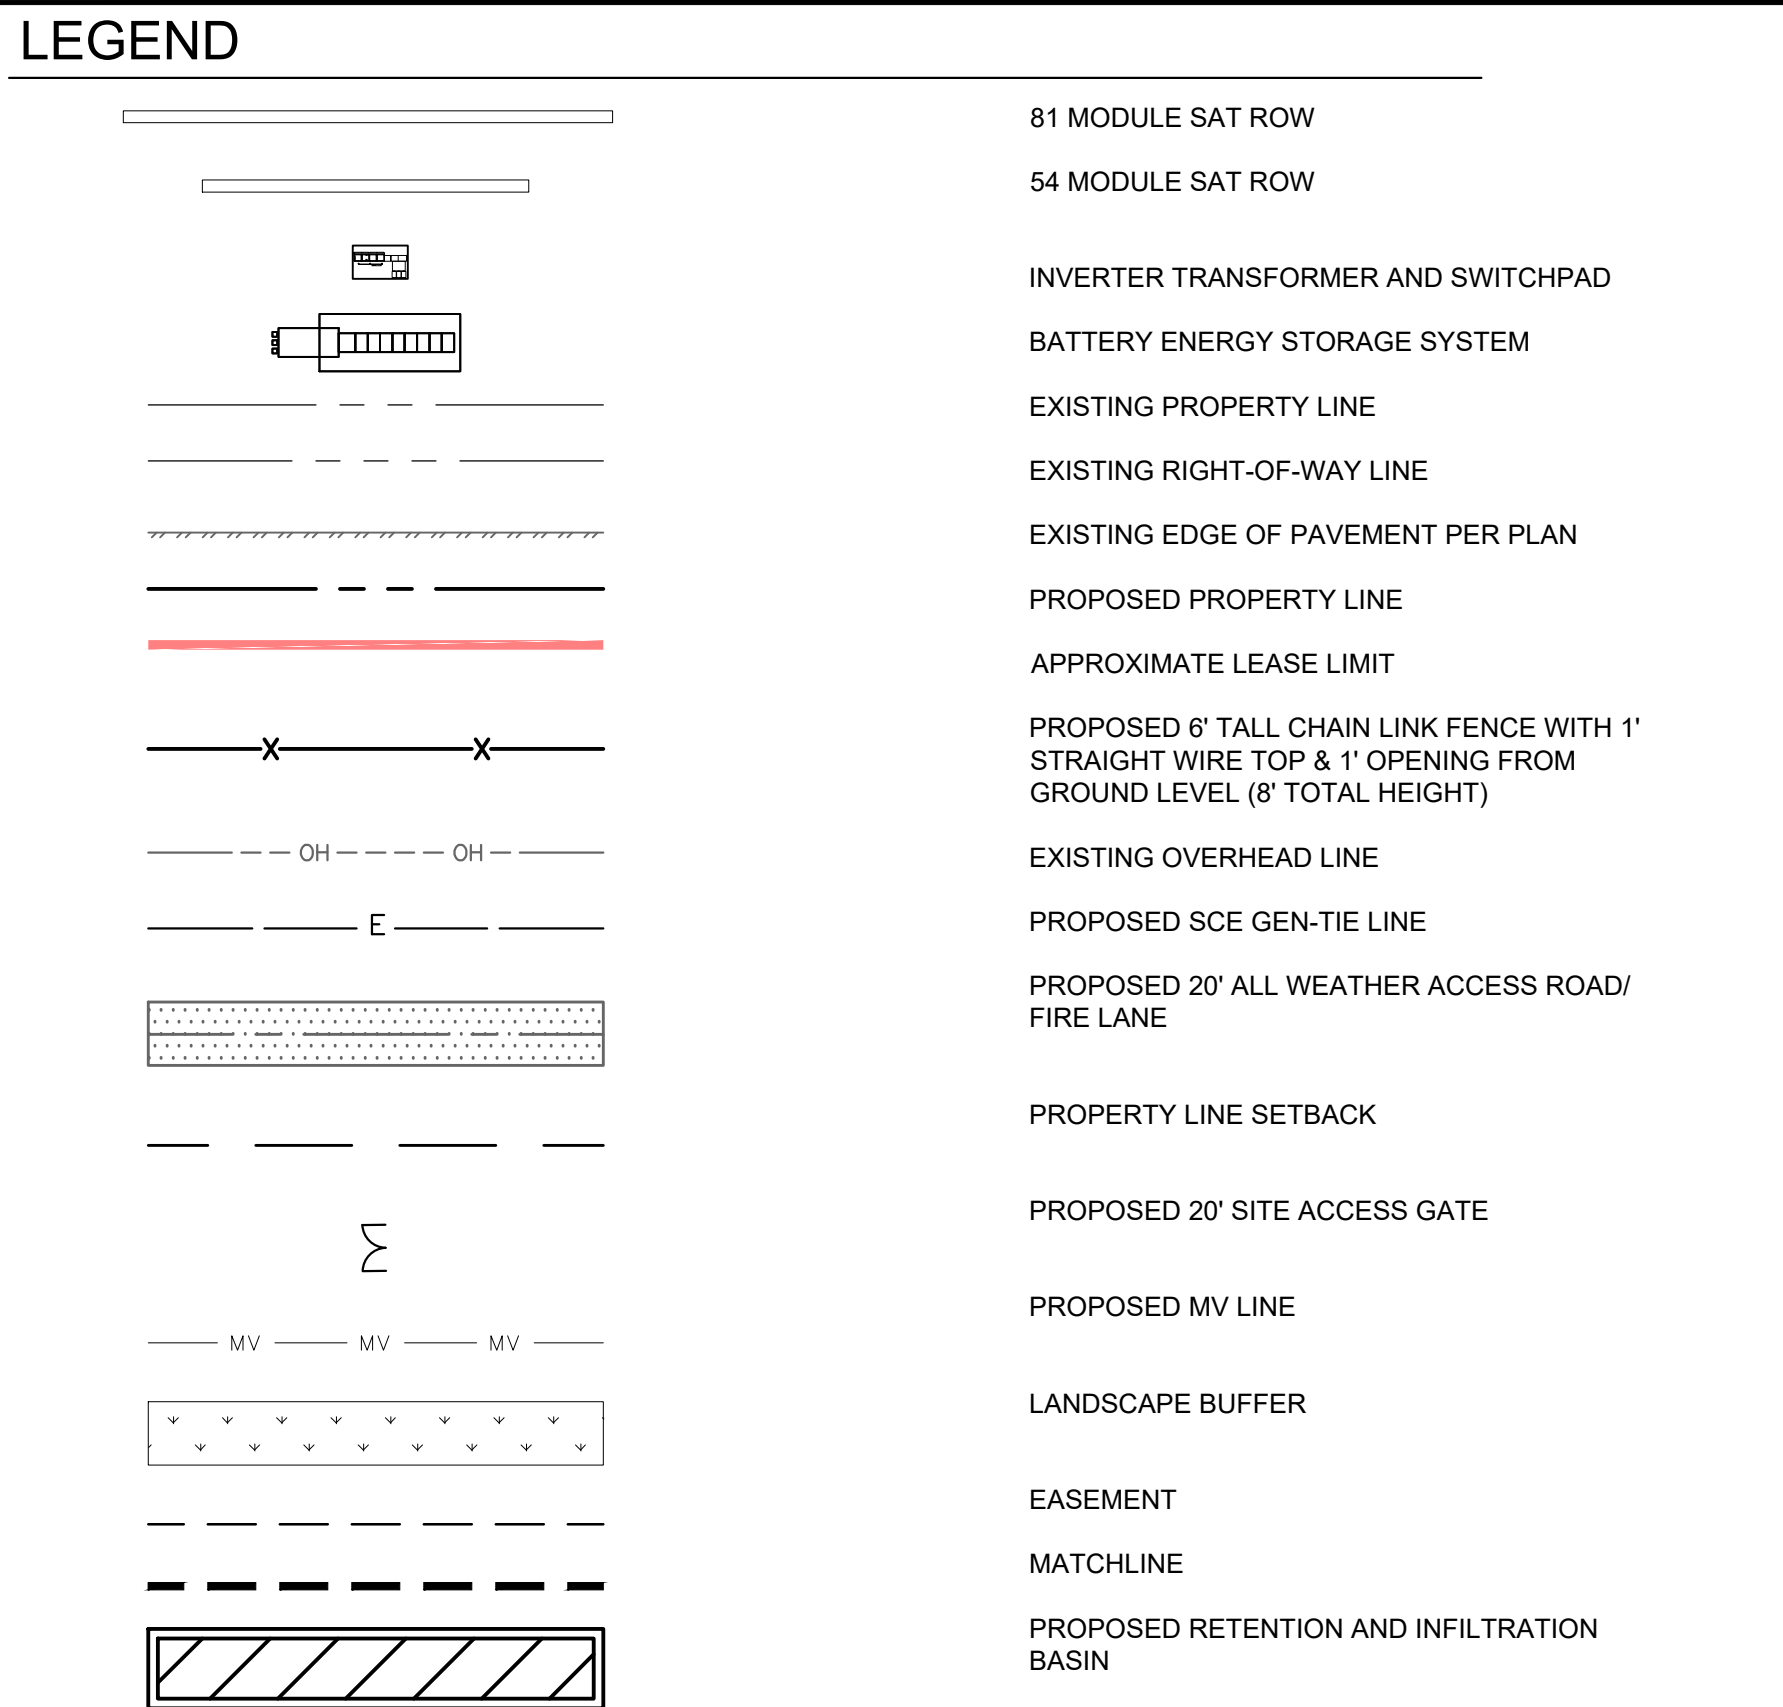 LEGEND
81 MODULE SAT ROW
54 MODULE SAT ROW
INVERTER TRANSFORMER AND SWITCHPAD
BATTERY ENERGY STORAGE SYSTEM
EXISTING PROPERTY LINE
EXISTING RIGHT-OF-WAY LINE
EXISTING EDGE OF PAVEMENT PER PLAN
PROPOSED PROPERTY LINE
APPROXIMATE LEASE LIMIT
X X
PROPOSED 6' TALL CHAIN LINK FENCE WITH 1'
STRAIGHT WIRE TOP & 1' OPENING FROM
GROUND LEVEL (8' TOTAL HEIGHT)
OH OH
EXISTING OVERHEAD LINE
E
PROPOSED SCE GEN-TIE LINE
PROPOSED 20' ALL WEATHER ACCESS ROAD/
FIRE LANE
PROPERTY LINE SETBACK
PROPOSED 20' SITE ACCESS GATE
PROPOSED MV LINE
MV MV MV
LANDSCAPE BUFFER
EASEMENT
MATCHLINE
PROPOSED RETENTION AND INFILTRATION
BASIN